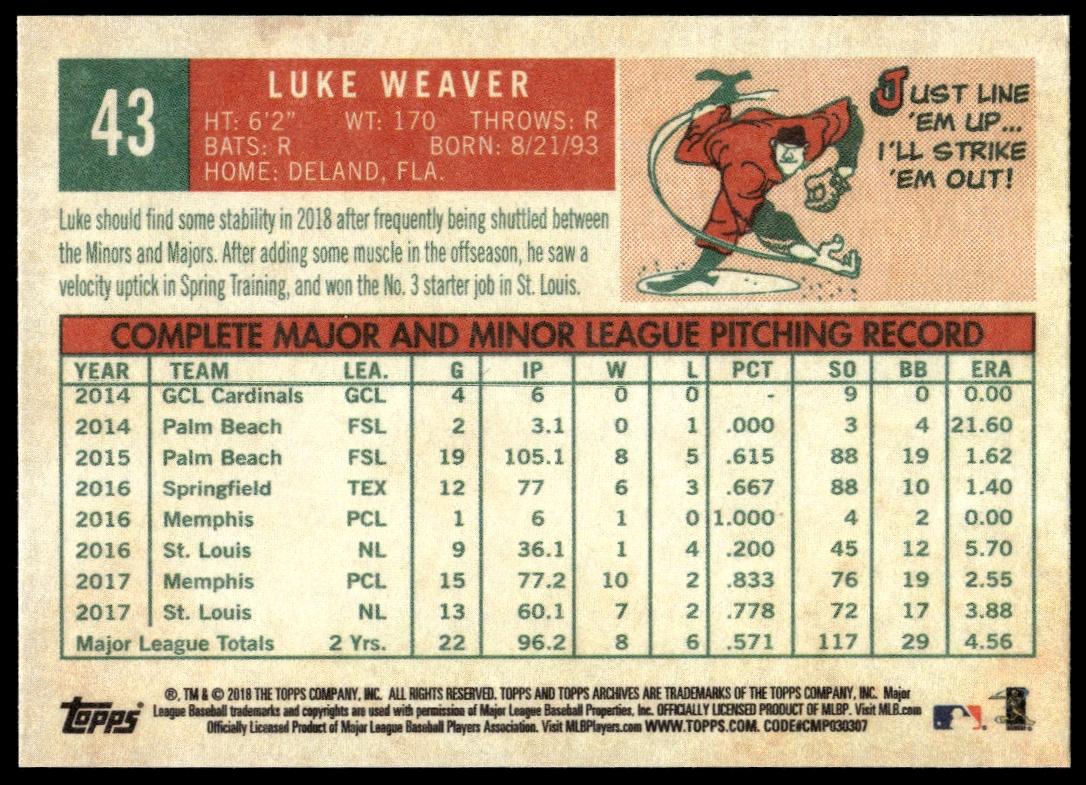 43
LUKE WEAVER
HT: 6'2" WT: 170 THROWS: R
BATS: R BORN: 8/21/93
HOME: DELAND, FLA.
JUST LINE
'EM UP...
I'LL STRIKE
'EM OUT!
Luke should find some stability in 2018 after frequently being shuttled between
the Minors and Majors. After adding some muscle in the offseason, he saw a
velocity uptick in Spring Training, and won the No. 3 starter job in St. Louis.
COMPLETE MAJOR AND MINOR LEAGUE PITCHING RECORD
YEAR TEAM LEA. G IP W L PCT SO BB ERA
2014 GCL Cardinals GCL 4 6 0 0 - 9 0 0.00
2014 Palm Beach FSL 2 3.1 0 1 .000 3 4 21.60
2015 Palm Beach FSL 19 105.1 8 5 .615 88 19 1.62
2016 Springfield TEX 12 77 6 3 .667 88 10 1.40
2016 Memphis PCL 1 6 1 0 1.000 4 2 0.00
2016 St. Louis NL 9 36.1 1 4 .200 45 12 5.70
2017 Memphis PCL 15 77.2 10 2 .833 76 19 2.55
2017 St. Louis NL 13 60.1 7 2 .778 72 17 3.88
Major League Totals 2 Yrs. 22 96.2 8 6 .571 117 29 4.56
topps
®, TM & © 2018 THE TOPPS COMPANY, INC. ALL RIGHTS RESERVED. TOPPS AND TOPPS ARCHIVES ARE TRADEMARKS OF THE TOPPS COMPANY, INC. Major
League Baseball trademarks and copyrights are used with permission of Major League Baseball Properties, Inc. OFFICIALLY LICENSED PRODUCT OF MLBP. Visit MLB.com
Officially Licensed Product of Major League Baseball Players Association. Visit MLBPlayers.com WWW.TOPPS.COM. CODE#CMP030307